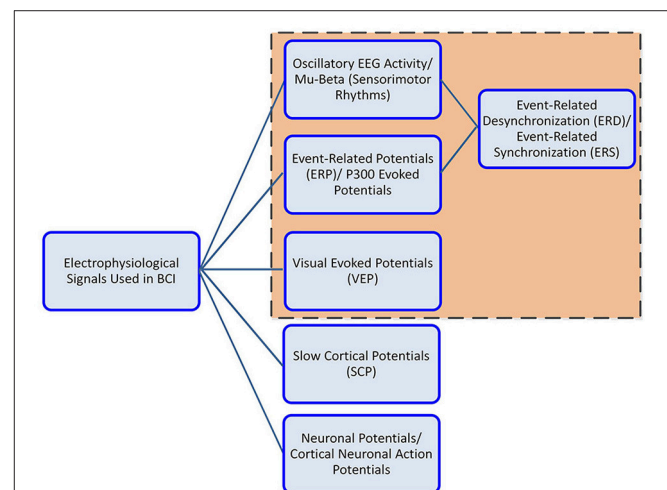 Oscillatory EEG Activity/
Mu-Beta (Sensorimotor
Rhythms)
Event-Related
Desynchronization (ERD)/
Event-Related
Synchronization (ERS)
Event-Related Potentials
(ERP)/ P300 Evoked
Potentials
Electrophysiological
Signals Used in BCI
Visual Evoked Potentials
(VEP)
Slow Cortical Potentials
(SCP)
Neuronal Potentials/
Cortical Neuronal Action
Potentials